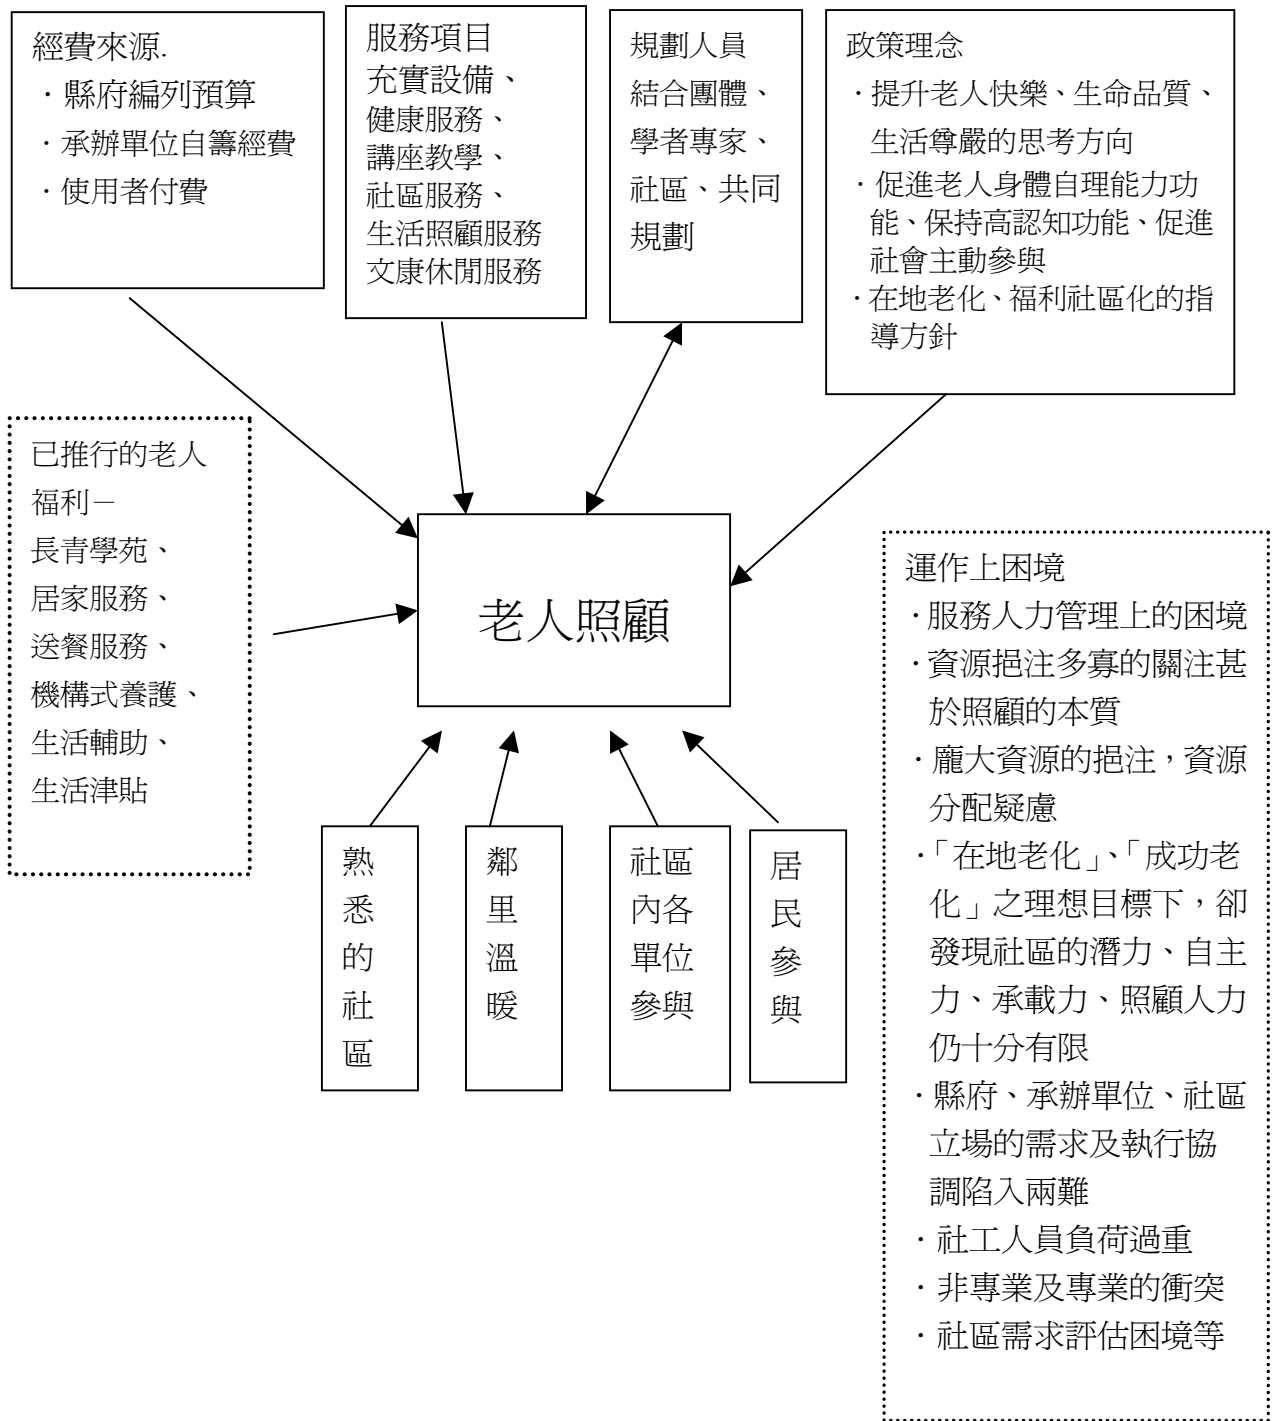 經費來源.
·縣府編列預算
·承辦單位自籌經費
·使用者付費
服務項目
充實設備、
健康服務、
講座教學、
社區服務、
生活照顧服務
文康休閒服務
規劃人員
結合團體、
學者專家、
社區、共同
規劃
政策理念
·提升老人快樂、生命品質、
生活尊嚴的思考方向
·促進老人身體自理能力功
能、保持高認知功能、促進
社會主動參與
·在地老化、福利社區化的指
導方針
已推行的老人
福利－
長青學苑、
居家服務、
送餐服務、
機構式養護、
生活輔助、
生活津貼
老人照顧
運作上困境
·服務人力管理上的困境
·資源挹注多寡的關注甚
於照顧的本質
·龐大資源的挹注，資源
分配疑慮
·「在地老化」、「成功老
化」之理想目標下，卻
發現社區的潛力、自主
力、承載力、照顧人力
仍十分有限
·縣府、承辦單位、社區
立場的需求及執行協
調陷入兩難
·社工人員負荷過重
·非專業及專業的衝突
·社區需求評估困境等
熟
悉
的
社
區
鄰
里
溫
暖
社區
內各
單位
參與
居
民
參
與